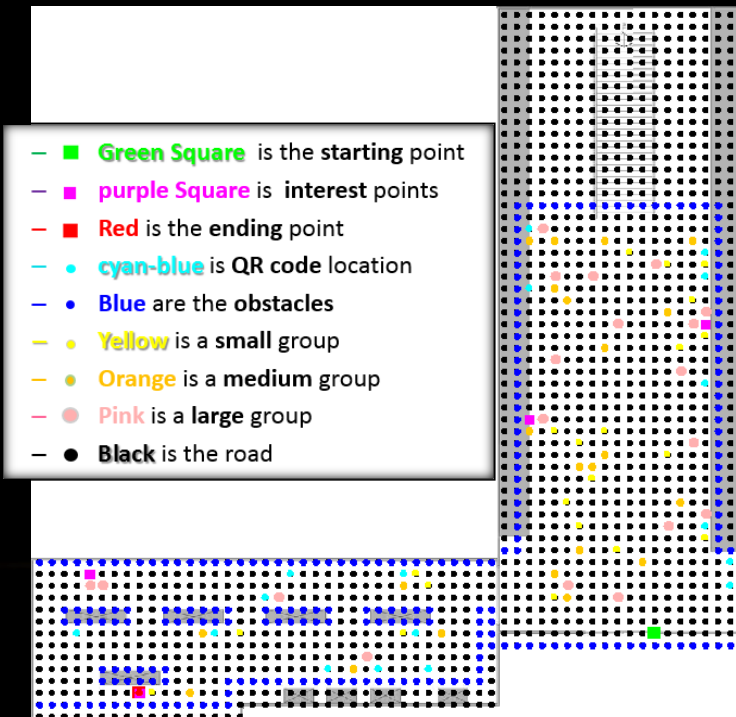 Green Square is the starting point
purple Square is interest points
Red is the ending point
cyan-blue is QR code location
Blue are the obstacles
Yellow is a small group
Orange is a medium group
Pink is a large group
Black is the road